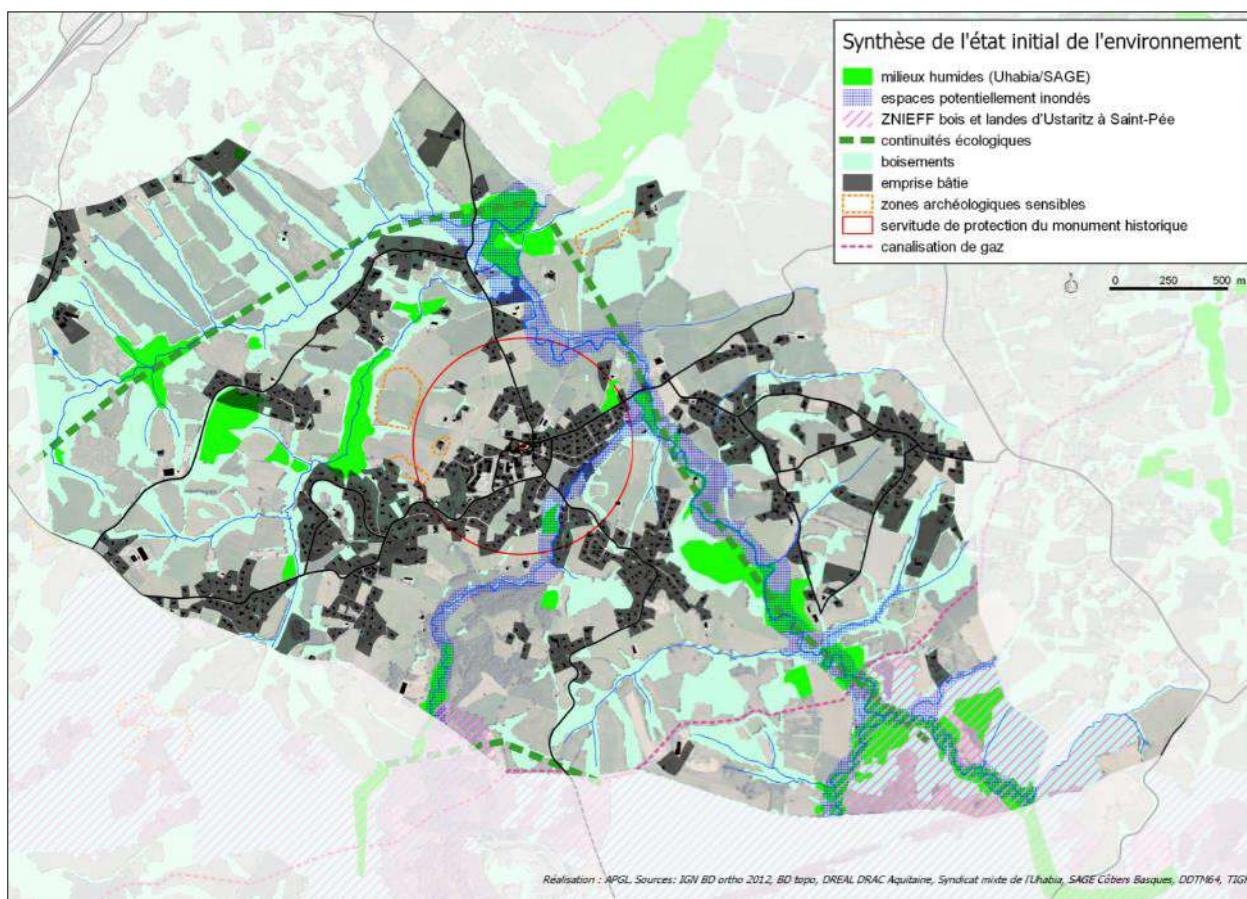 Synthèse de l'état initial de l'environnement
milieux humides (Uhabia/SAGE)
espaces potentiellement inondés
ZNIEFF bois et landes d'Ustaritz à Saint-Pée
continuités écologiques
boisements
emprise bâtie
zones archéologiques sensibles
servitude de protection du monument historique
canalisation de gaz
0 250 500 m
Réalisation : APGL. Sources: IGN BD ortho 2012, BD topo, DREAL DRAC Aquitaine, Syndicat mixte de l'Uhabia, SAGE Côtiers Basques, DDTM64, TIGF